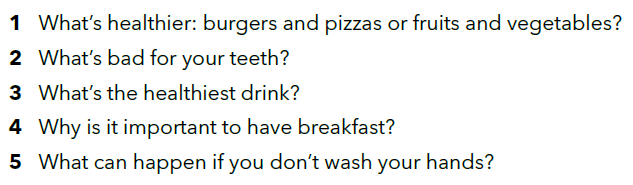 1 What's healthier: burgers and pizzas or fruits and vegetables?
2 What's bad for your teeth?
3 What's the healthiest drink?
4 Why is it important to have breakfast?
5 What can happen if you don't wash your hands?